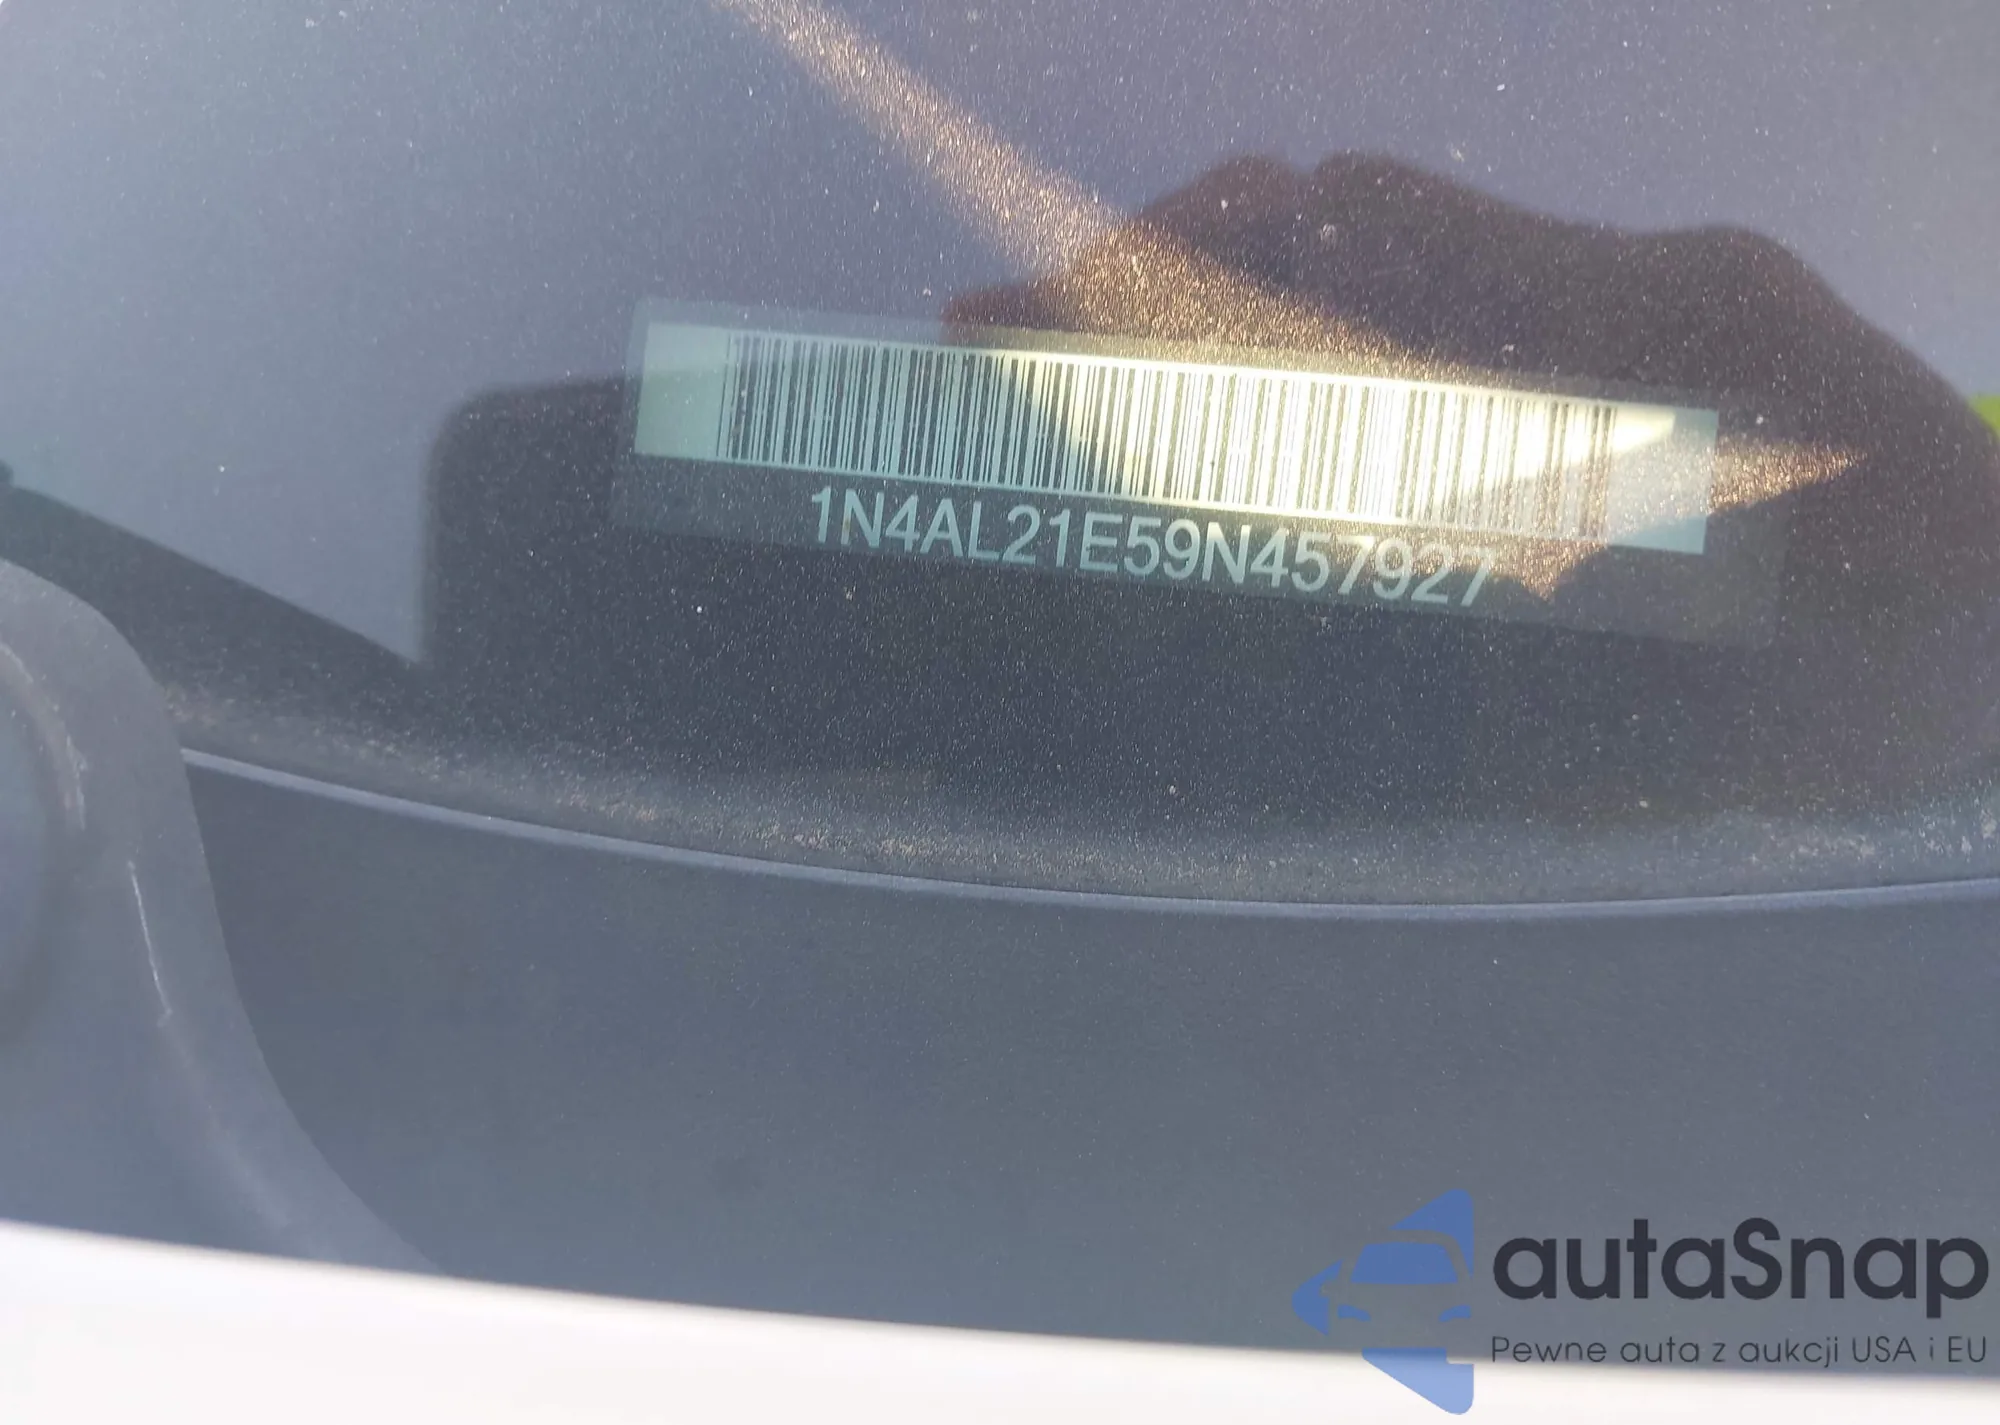 1N4AL21E59N457927
autaSnap
Pewne auta z aukcji USA i EU